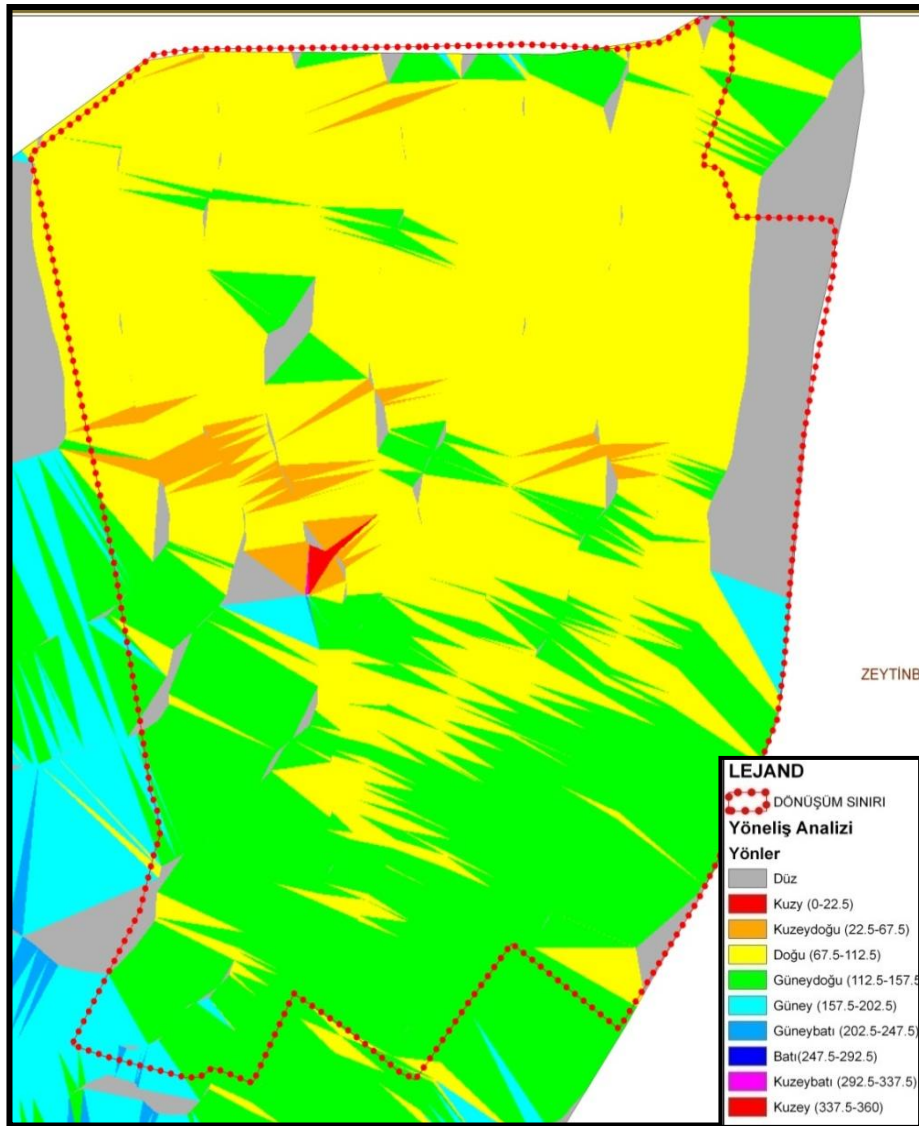 ZEYTİNB
LEJAND
DÖNÜŞÜM SINIRI
Yöneliş Analizi
Yönler
Düz
Kuzy (0-22.5)
Kuzeydoğu (22.5-67.5)
Doğu (67.5-112.5)
Güneydoğu (112.5-157.5
Güney (157.5-202.5)
Güneybatı (202.5-247.5)
Batı(247.5-292.5)
Kuzeybatı (292.5-337.5)
Kuzey (337.5-360)